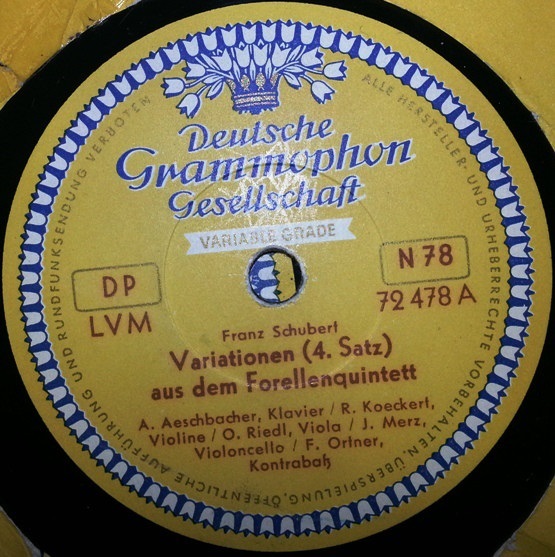 Deutsche
Grammophon
Gesellschaft
VARIABLE GRADE
DP
LVM
N 78
72 478 A
Franz Schubert
Variationen (4. Satz)
aus dem Forellenquintett
A. Aeschbacher, Klavier / R. Koeckert,
Violine / O. Riedl, Viola / J. Merz,
Violoncello / F. Ortner,
Kontrabaß
ALLE HERSTELLER- UND URHEBERRECHTE VORBEHALTEN. ÜBERSPIELUNG, ÖFFENTLICHE AUFFÜHRUNG UND RUNDFUNKSENDUNG VERBOTEN